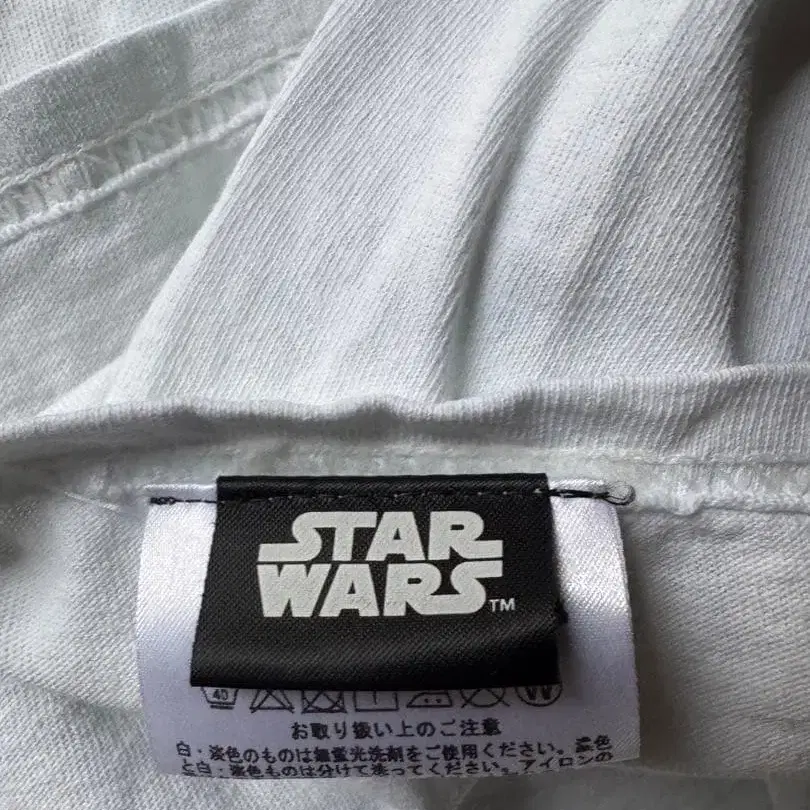 STAR
WARS
TM
40 W
お取り扱い上のご注意
白・淡色のものは無蛍光洗剤をご使用ください。濃色
と白・淡色ものは分けて洗ってください。アイロンの